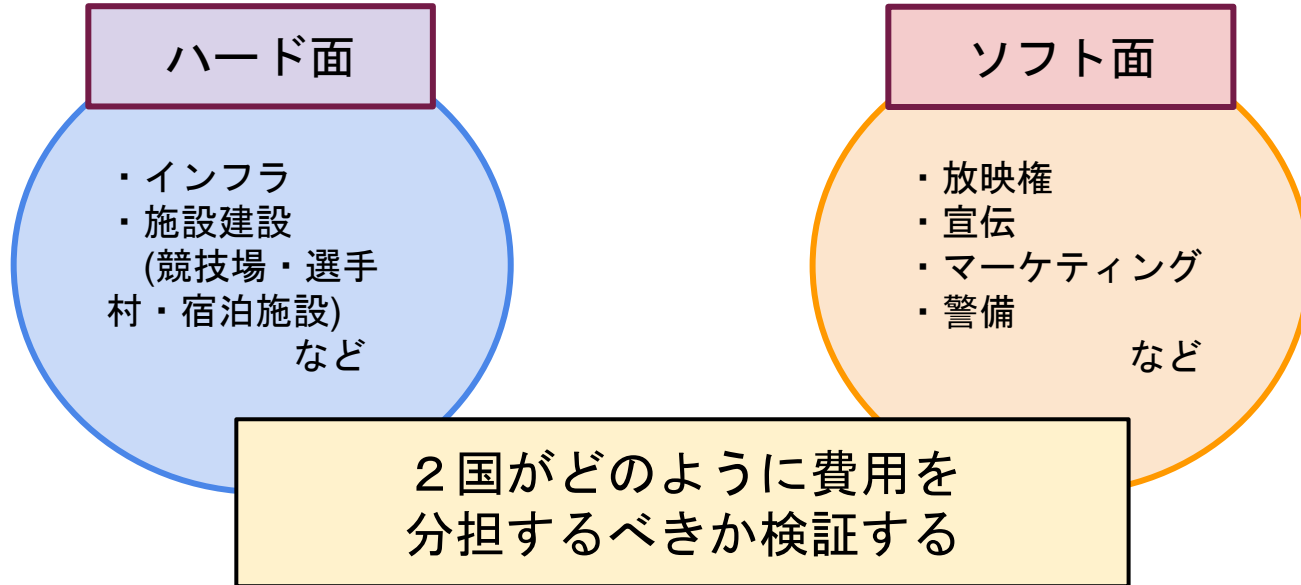 ハード面
・インフラ
・施設建設
(競技場・選手
村・宿泊施設)
など
ソフト面
・放映権
・宣伝
・マーケティング
・警備
など
２国がどのように費用を
分担するべきか検証する